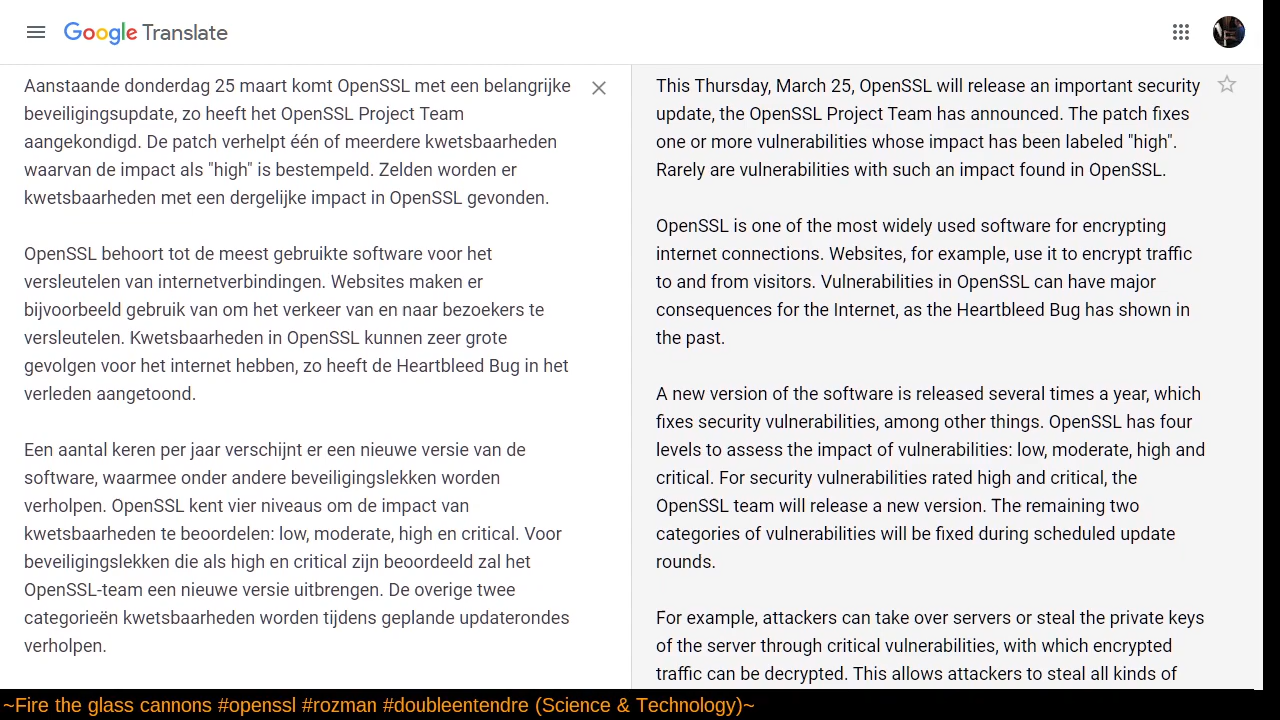 Google Translate
Aanstaande donderdag 25 maart komt OpenSSL met een belangrijke
beveiligingsupdate, zo heeft het OpenSSL Project Team
aangekondigd. De patch verhelpt één of meerdere kwetsbaarheden
waarvan de impact als "high" is bestempeld. Zelden worden er
kwetsbaarheden met een dergelijke impact in OpenSSL gevonden.
OpenSSL behoort tot de meest gebruikte software voor het
versleutelen van internetverbindingen. Websites maken er
bijvoorbeeld gebruik van om het verkeer van en naar bezoekers te
versleutelen. Kwetsbaarheden in OpenSSL kunnen zeer grote
gevolgen voor het internet hebben, zo heeft de Heartbleed Bug in het
verleden aangetoond.
Een aantal keren per jaar verschijnt er een nieuwe versie van de
software, waarmee onder andere beveiligingslekken worden
verholpen. OpenSSL kent vier niveaus om de impact van
kwetsbaarheden te beoordelen: low, moderate, high en critical. Voor
beveiligingslekken die als high en critical zijn beoordeeld zal het
OpenSSL-team een nieuwe versie uitbrengen. De overige twee
categorieën kwetsbaarheden worden tijdens geplande updaterondes
verholpen.
This Thursday, March 25, OpenSSL will release an important security
update, the OpenSSL Project Team has announced. The patch fixes
one or more vulnerabilities whose impact has been labeled "high".
Rarely are vulnerabilities with such an impact found in OpenSSL.
OpenSSL is one of the most widely used software for encrypting
internet connections. Websites, for example, use it to encrypt traffic
to and from visitors. Vulnerabilities in OpenSSL can have major
consequences for the Internet, as the Heartbleed Bug has shown in
the past.
A new version of the software is released several times a year, which
fixes security vulnerabilities, among other things. OpenSSL has four
levels to assess the impact of vulnerabilities: low, moderate, high and
critical. For security vulnerabilities rated high and critical, the
OpenSSL team will release a new version. The remaining two
categories of vulnerabilities will be fixed during scheduled update
rounds.
For example, attackers can take over servers or steal the private keys
of the server through critical vulnerabilities, with which encrypted
traffic can be decrypted. This allows attackers to steal all kinds of
~Fire the glass cannons #openssl #rozman #doubleentendre (Science & Technology)~